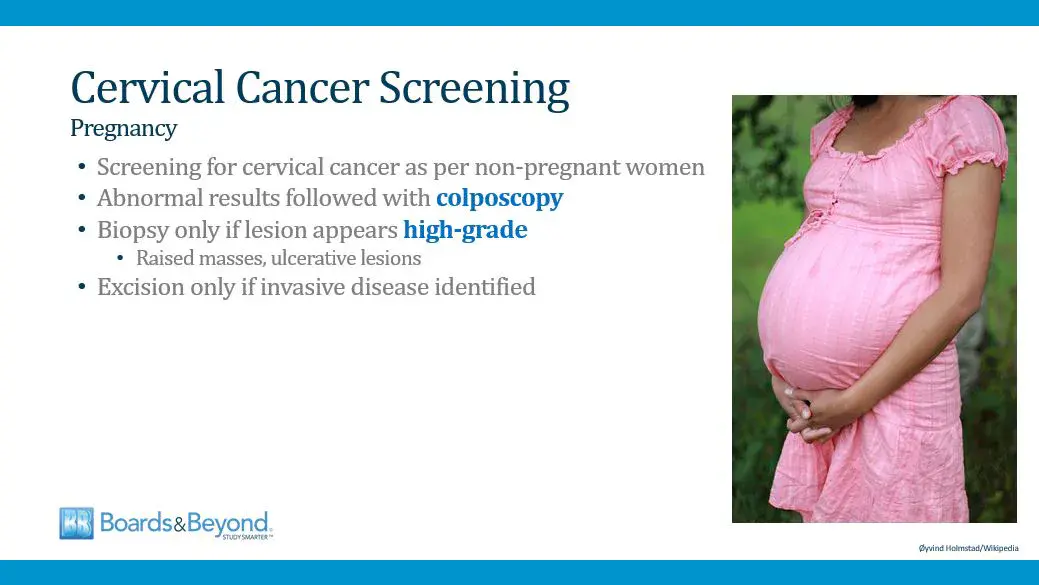 Cervical Cancer Screening
Pregnancy
• Screening for cervical cancer as per non-pregnant women
• Abnormal results followed with colposcopy
• Biopsy only if lesion appears high-grade
• Raised masses, ulcerative lesions
• Excision only if invasive disease identified
BB Boards&Beyond.
STUDY SMARTER™
Øyvind Holmstad/Wikipedia